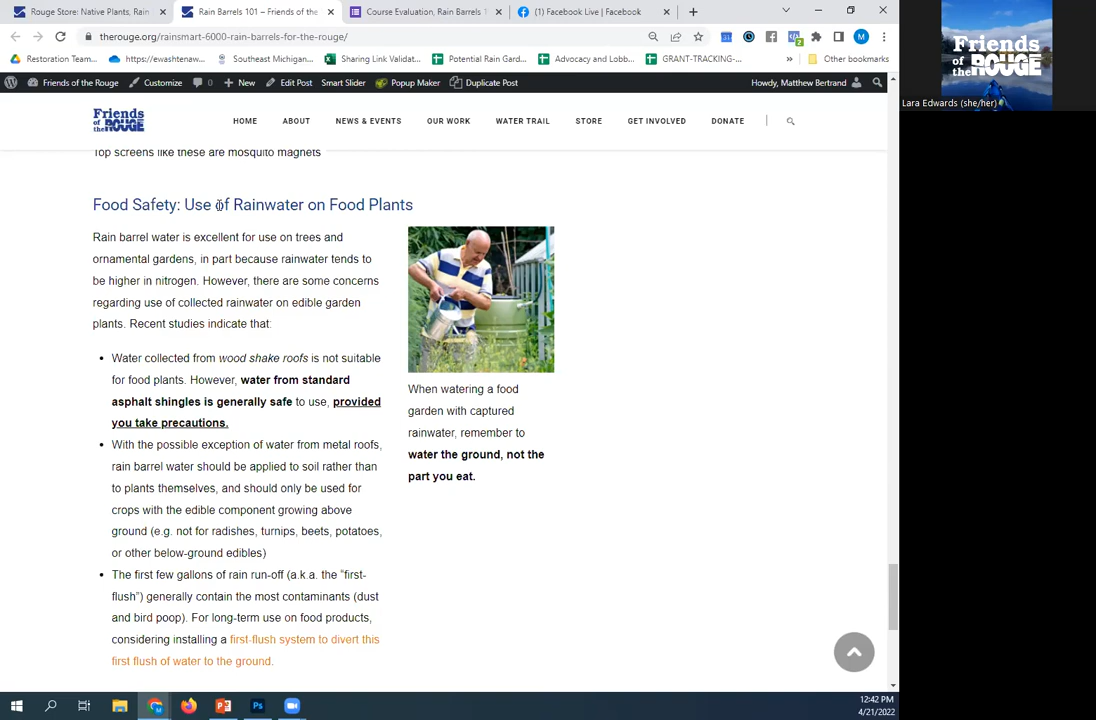 Rouge Store: Native Plants, Rain
Rain Barrels 101 – Friends of the
Course Evaluation, Rain Barrels 1
(1) Facebook Live | Facebook
therouge.org/rainsmart-6000-rain-barrels-for-the-rouge/
Restoration Team...
https://ewashtenaw...
Southeast Michigan...
Sharing Link Validat...
Potential Rain Gard...
Advocacy and Lobb...
GRANT-TRACKING-...
»
Other bookmarks
Friends of the Rouge
Customize
0
New
Edit Post
Smart Slider
Popup Maker
Duplicate Post
Howdy, Matthew Bertrand
Friends
of
the ROUGE
HOME
ABOUT
NEWS & EVENTS
OUR WORK
WATER TRAIL
STORE
GET INVOLVED
DONATE
Top screens like these are mosquito magnets
Food Safety: Use of Rainwater on Food Plants
Rain barrel water is excellent for use on trees and
ornamental gardens, in part because rainwater tends to
be higher in nitrogen. However, there are some concerns
regarding use of collected rainwater on edible garden
plants. Recent studies indicate that:
• Water collected from wood shake roofs is not suitable
for food plants. However, water from standard
asphalt shingles is generally safe to use, provided
you take precautions.
• With the possible exception of water from metal roofs,
rain barrel water should be applied to soil rather than
to plants themselves, and should only be used for
crops with the edible component growing above
ground (e.g. not for radishes, turnips, beets, potatoes,
or other below-ground edibles)
• The first few gallons of rain run-off (a.k.a. the "first-
flush") generally contain the most contaminants (dust
and bird poop). For long-term use on food products,
considering installing a first-flush system to divert this
first flush of water to the ground.
When watering a food
garden with captured
rainwater, remember to
water the ground, not the
part you eat.
Friends
of
the ROUGE
Lara Edwards (she/her)
12:42 PM
4/21/2022